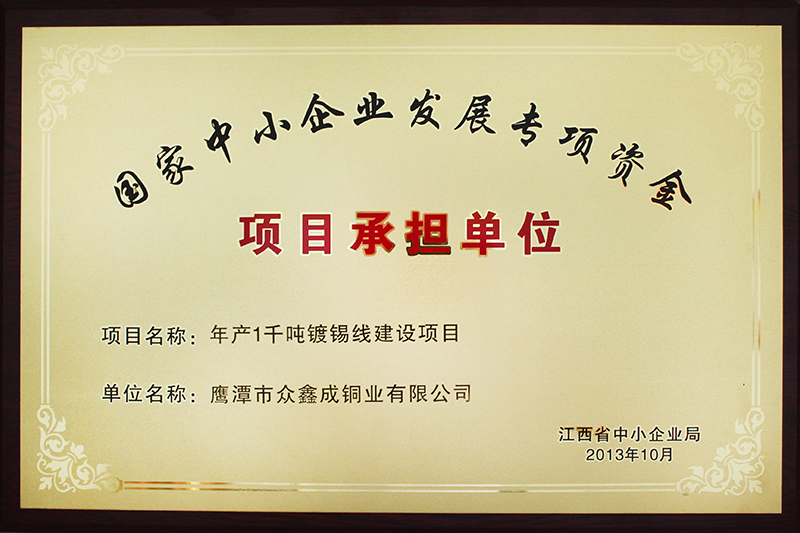 国家中小企业发展专项资金
项目承担单位
项目名称：年产1千吨镀锡线建设项目
单位名称：鹰潭市众鑫成铜业有限公司
江西省中小企业局
2013年10月